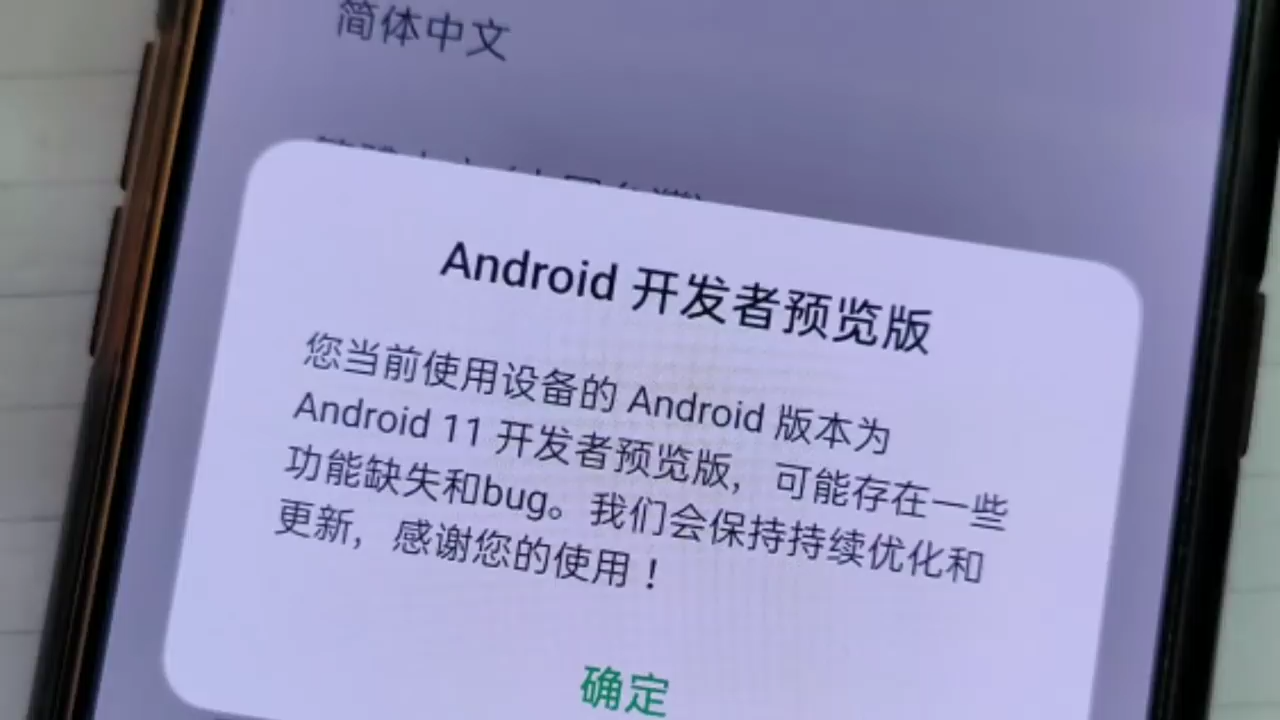 简体中文
Android 开发者预览版
您当前使用设备的 Android 版本为
Android 11 开发者预览版，可能存在一些
功能缺失和bug。我们会保持持续优化和
更新，感谢您的使用！
确定